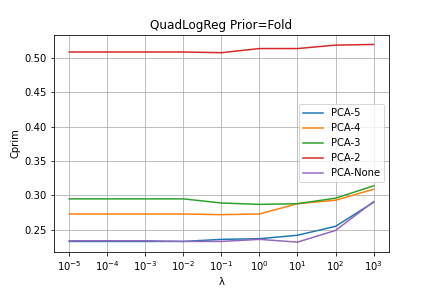 QuadLogReg Prior=Fold
Cprim
0.50
0.45
0.40
0.35
0.30
0.25
PCA-5
PCA-4
PCA-3
PCA-2
PCA-None
10⁻⁵ 10⁻⁴ 10⁻³ 10⁻² 10⁻¹ 10⁰ 10¹ 10² 10³
λ